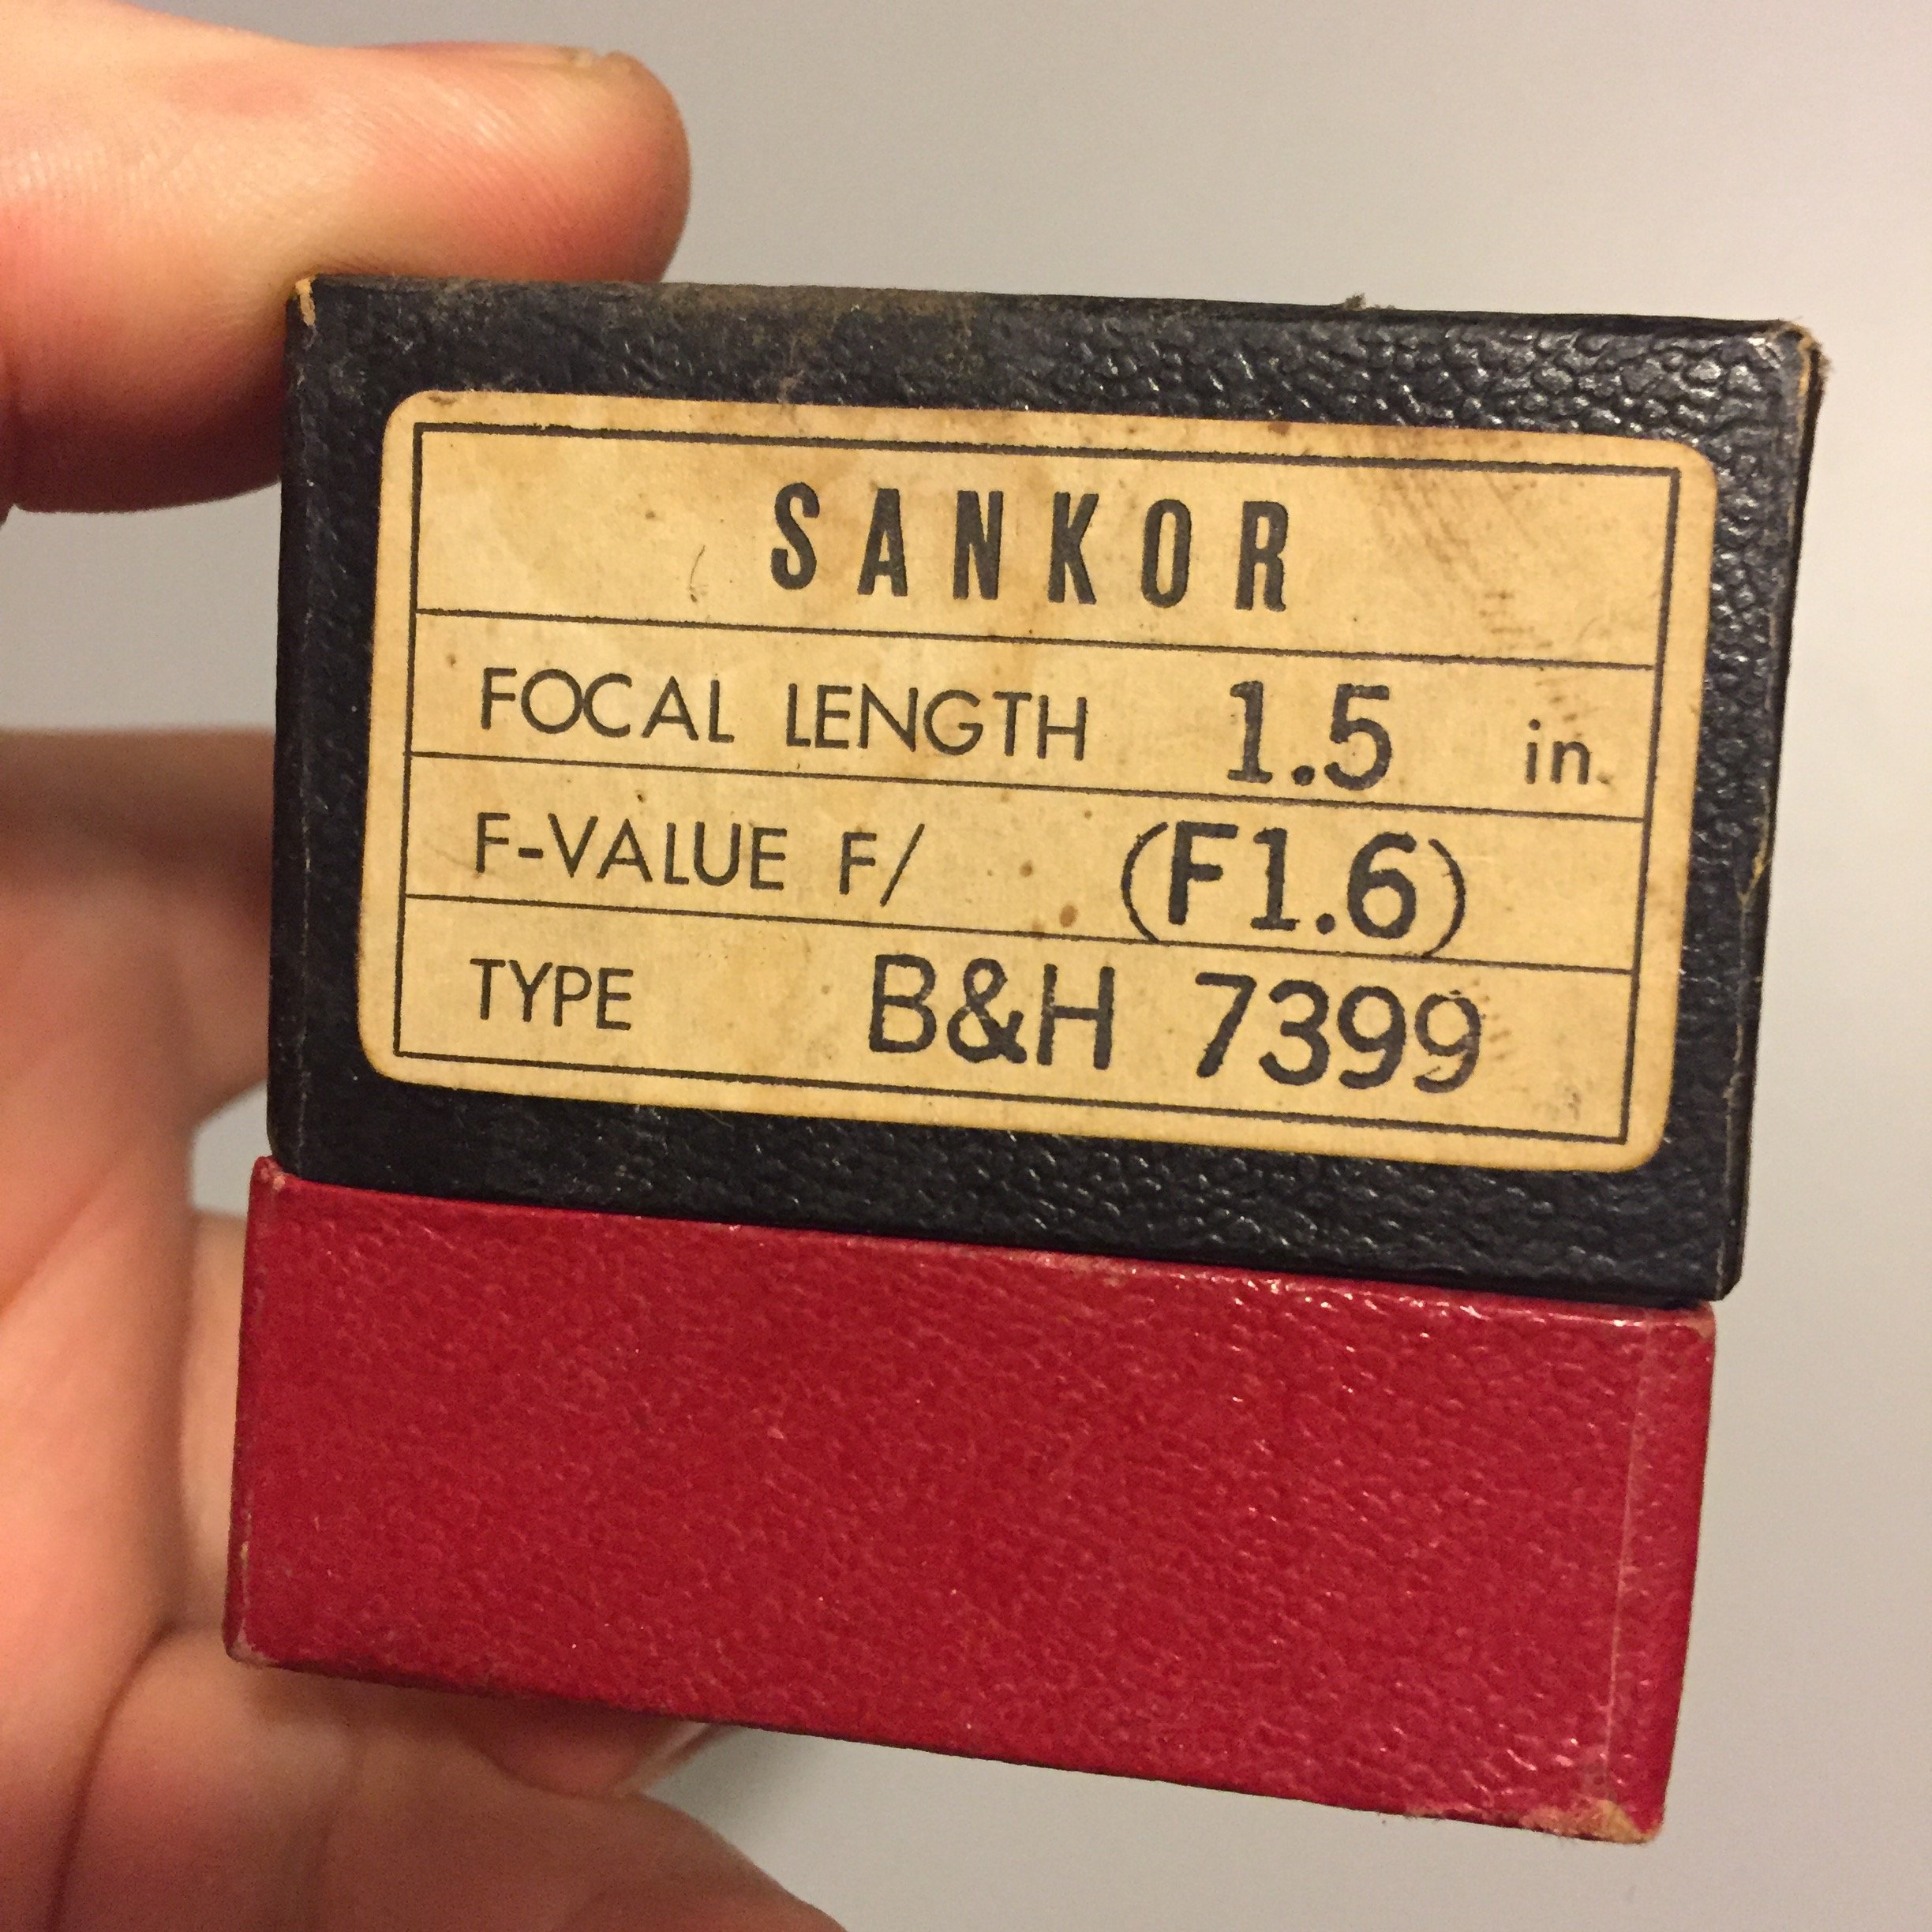 SANKOR
FOCAL LENGTH 1.5 in.
F-VALUE F/ (F1.6)
TYPE B&H 7399